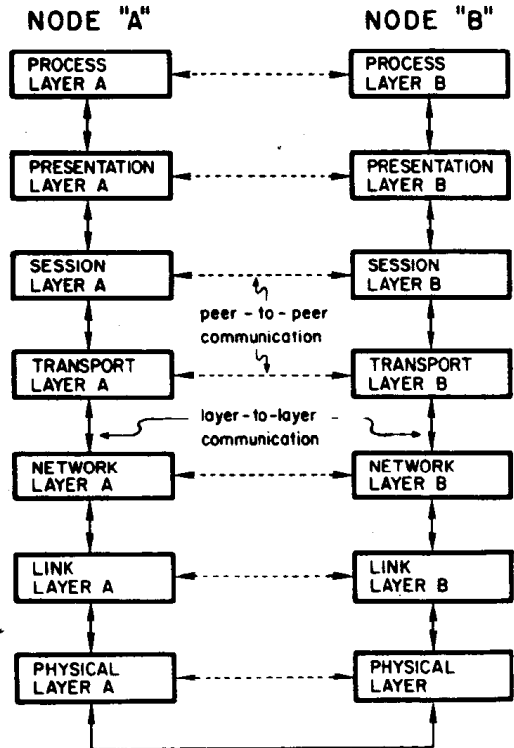 NODE "A"
NODE "B"
PROCESS
LAYER A
PROCESS
LAYER B
PRESENTATION
LAYER A
PRESENTATION
LAYER B
SESSION
LAYER A
SESSION
LAYER B
peer-to-peer
communication
TRANSPORT
LAYER A
TRANSPORT
LAYER B
layer-to-layer
communication
NETWORK
LAYER A
NETWORK
LAYER B
LINK
LAYER A
LINK
LAYER B
PHYSICAL
LAYER A
PHYSICAL
LAYER